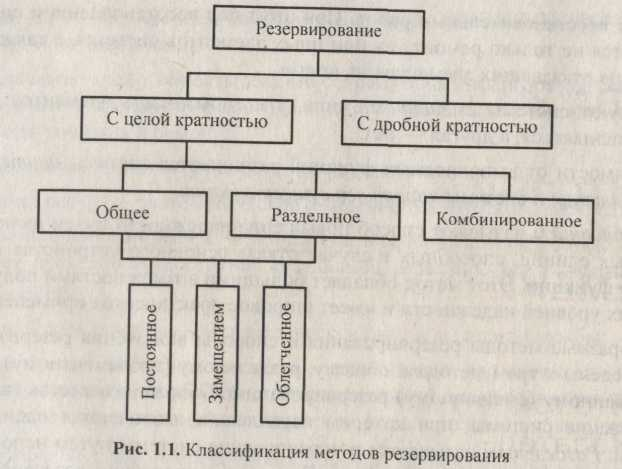 Резервирование
С целой кратностью
С дробной кратностью
Общее
Раздельное
Комбинированное
Постоянное
Замещением
Облегченное
Рис. 1.1. Классификация методов резервирования